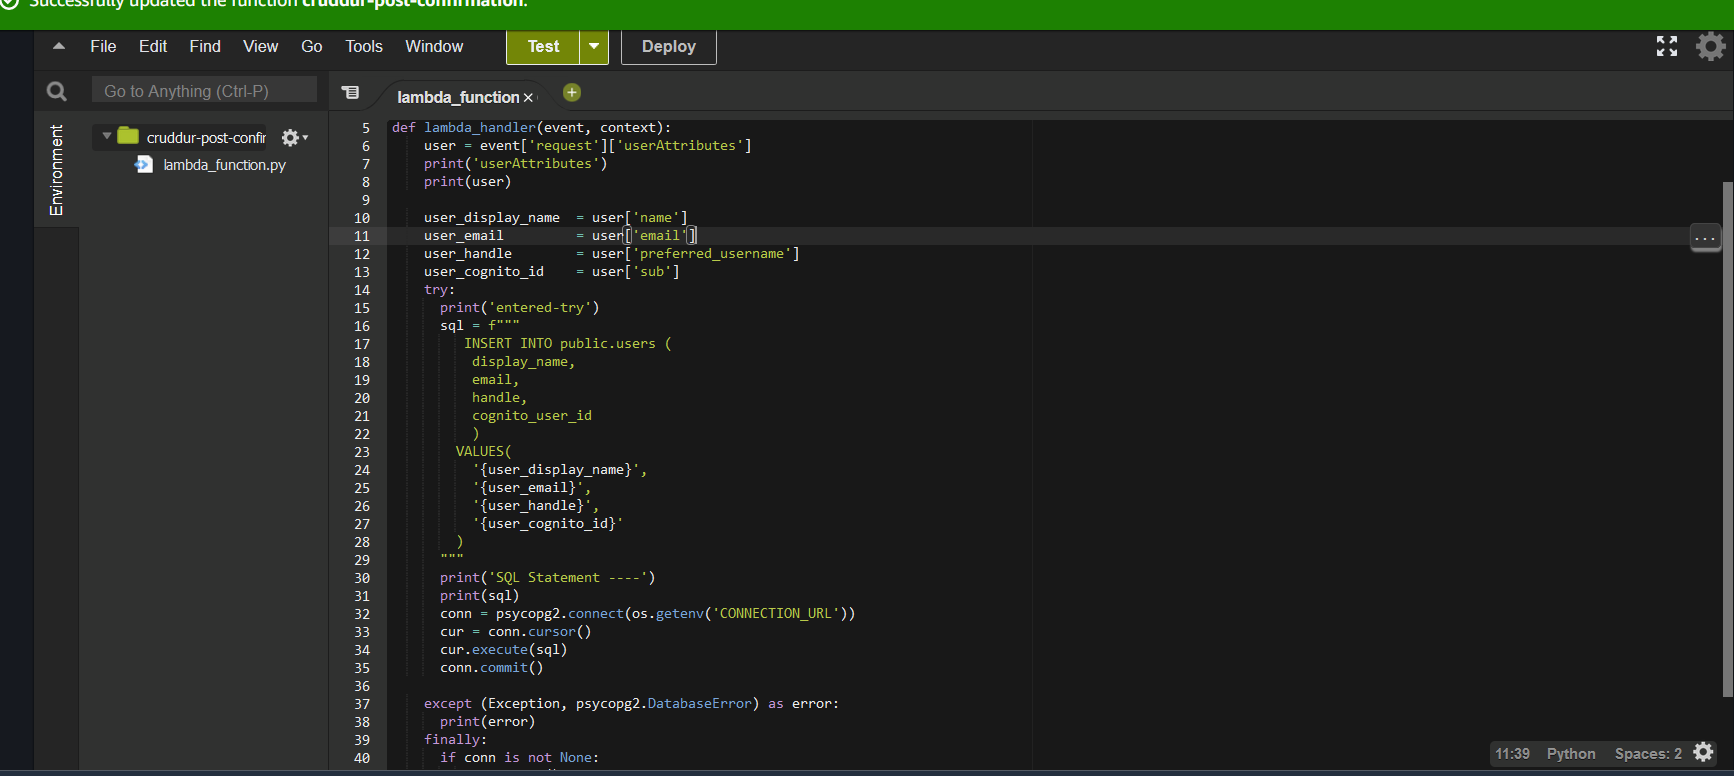 Successfully updated the function cruddur-post-confirmation.
File Edit Find View Go Tools Window Test Deploy
Go to Anything (Ctrl-P)
lambda_function ×
Environment
cruddur-post-confir
lambda_function.py
5 def lambda_handler(event, context):
6 user = event['request']['userAttributes']
7 print('userAttributes')
8 print(user)
9
10 user_display_name = user['name']
11 user_email = user['email']
12 user_handle = user['preferred_username']
13 user_cognito_id = user['sub']
14 try:
15 print('entered-try')
16 sql = f"""
17 INSERT INTO public.users (
18 display_name,
19 email,
20 handle,
21 cognito_user_id
22 )
23 VALUES(
24 '{user_display_name}',
25 '{user_email}',
26 '{user_handle}',
27 '{user_cognito_id}'
28 )
29 """
30 print('SQL Statement ----')
31 print(sql)
32 conn = psycopg2.connect(os.getenv('CONNECTION_URL'))
33 cur = conn.cursor()
34 cur.execute(sql)
35 conn.commit()
36
37 except (Exception, psycopg2.DatabaseError) as error:
38 print(error)
39 finally:
40 if conn is not None:
11:39 Python Spaces: 2